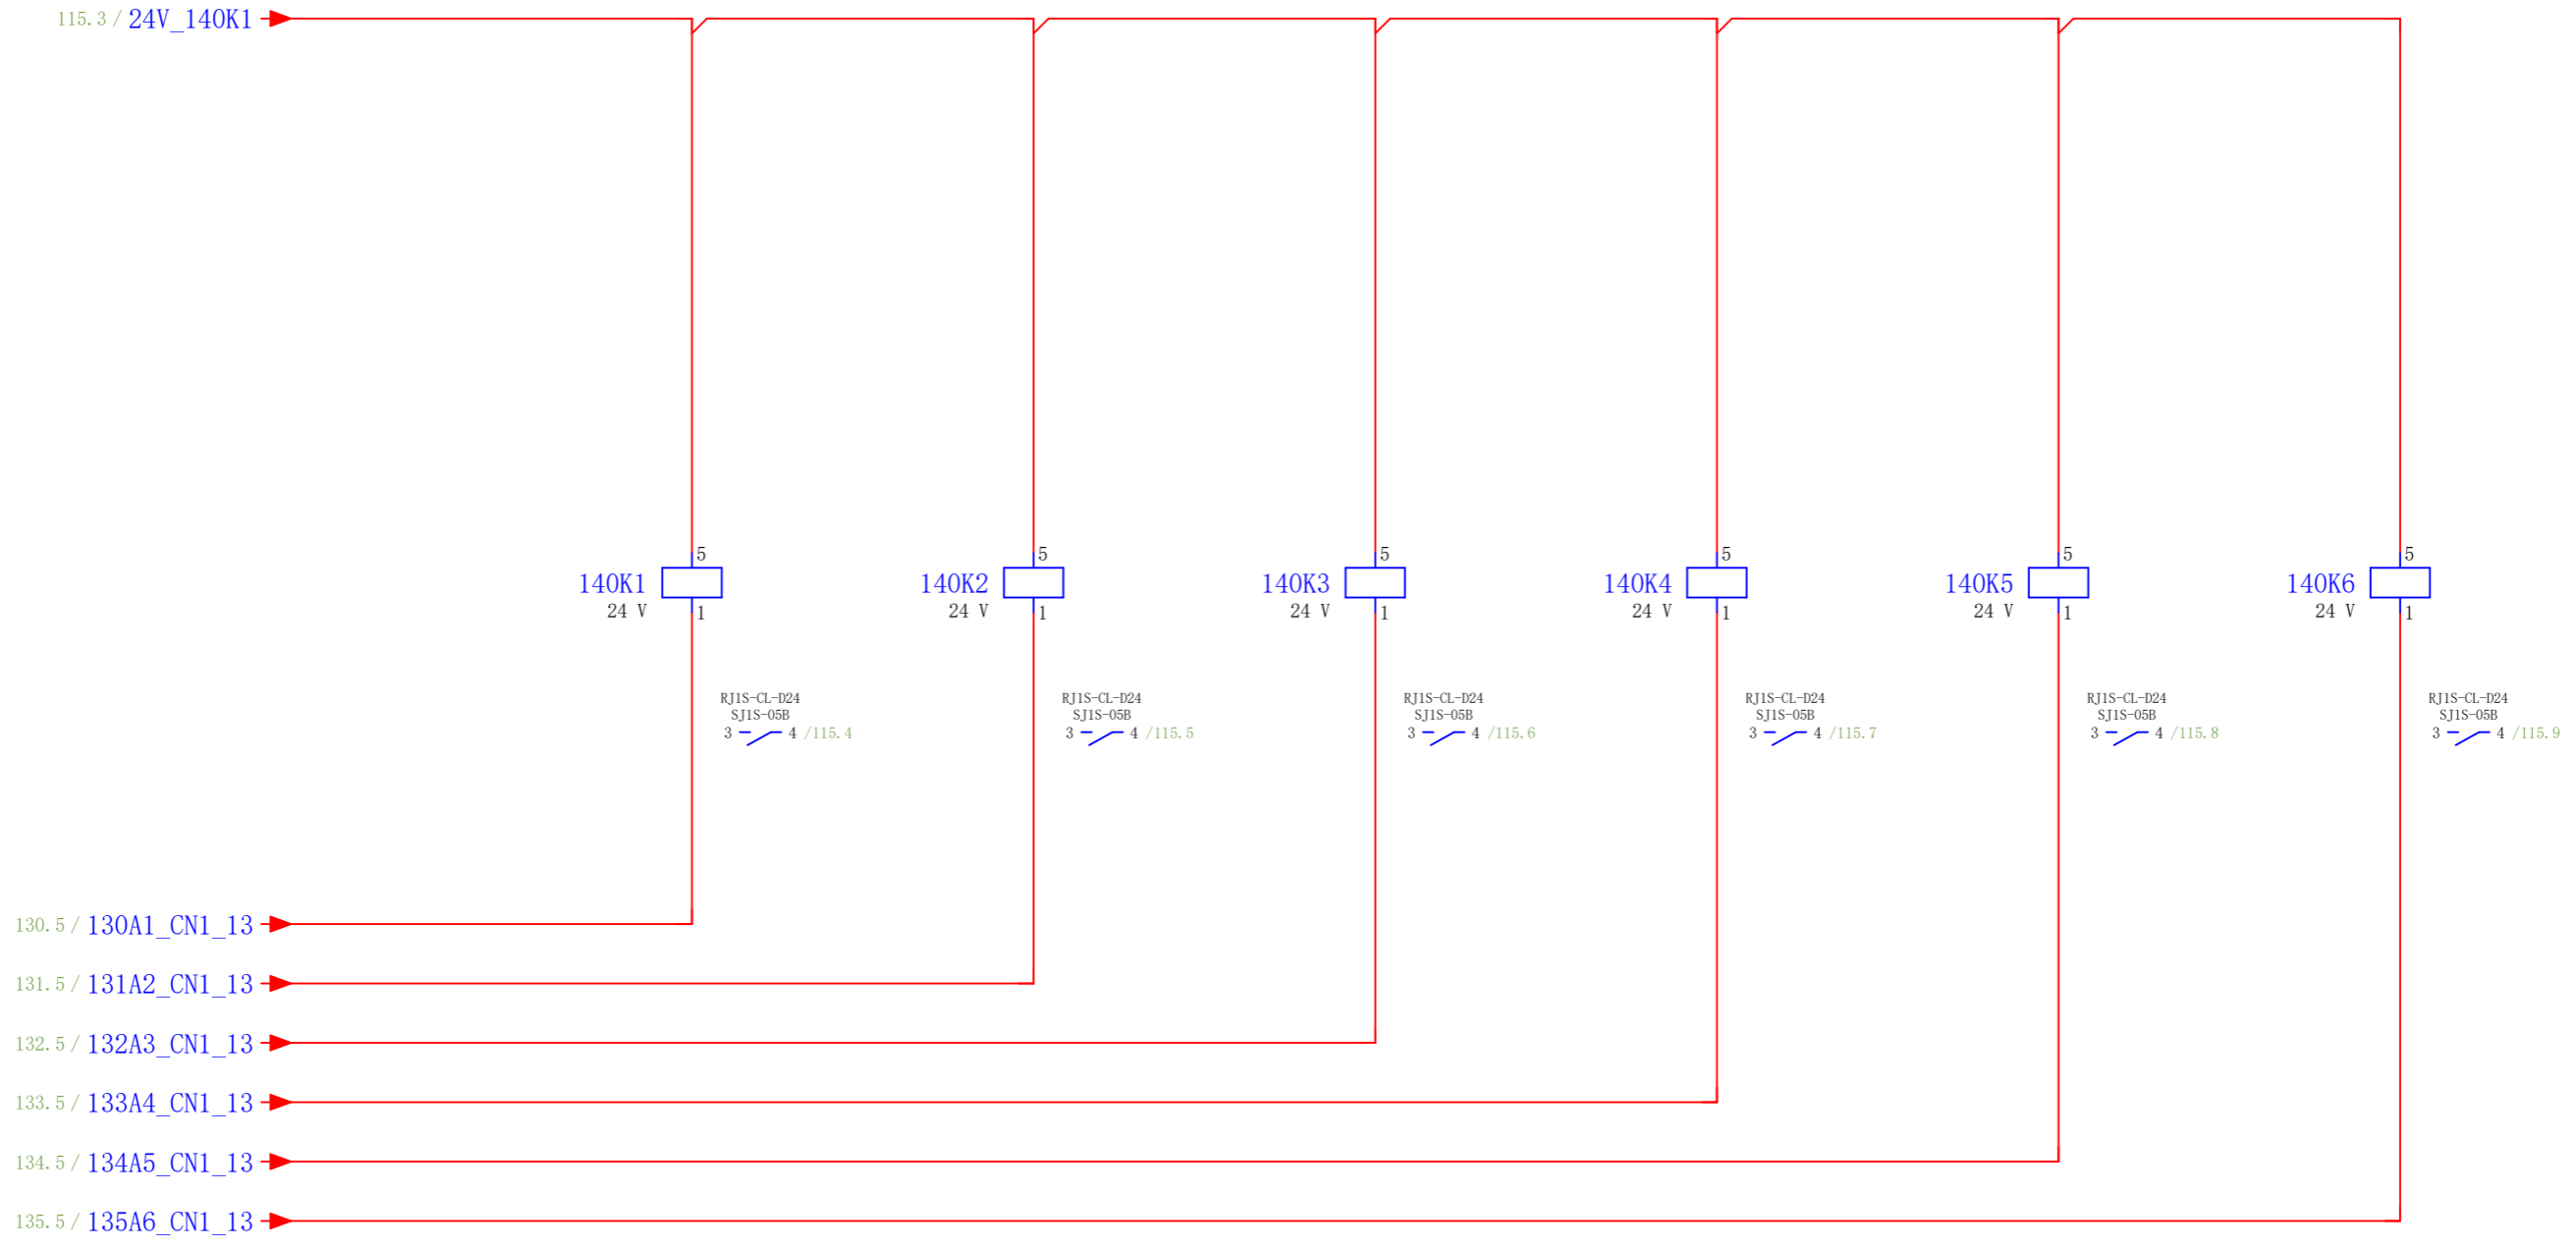 115.3 / 24V_140K1
5 5 5 5 5 5
140K1 140K2 140K3 140K4 140K5 140K6
24 V 24 V 24 V 24 V 24 V 24 V
1 1 1 1 1 1
RJ1S-CL-D24 RJ1S-CL-D24 RJ1S-CL-D24 RJ1S-CL-D24 RJ1S-CL-D24 RJ1S-CL-D24
SJ1S-05B SJ1S-05B SJ1S-05B SJ1S-05B SJ1S-05B SJ1S-05B
3 4 /115.4 3 4 /115.5 3 4 /115.6 3 4 /115.7 3 4 /115.8 3 4 /115.9
130.5 / 130A1_CN1_13
131.5 / 131A2_CN1_13
132.5 / 132A3_CN1_13
133.5 / 133A4_CN1_13
134.5 / 134A5_CN1_13
135.5 / 135A6_CN1_13